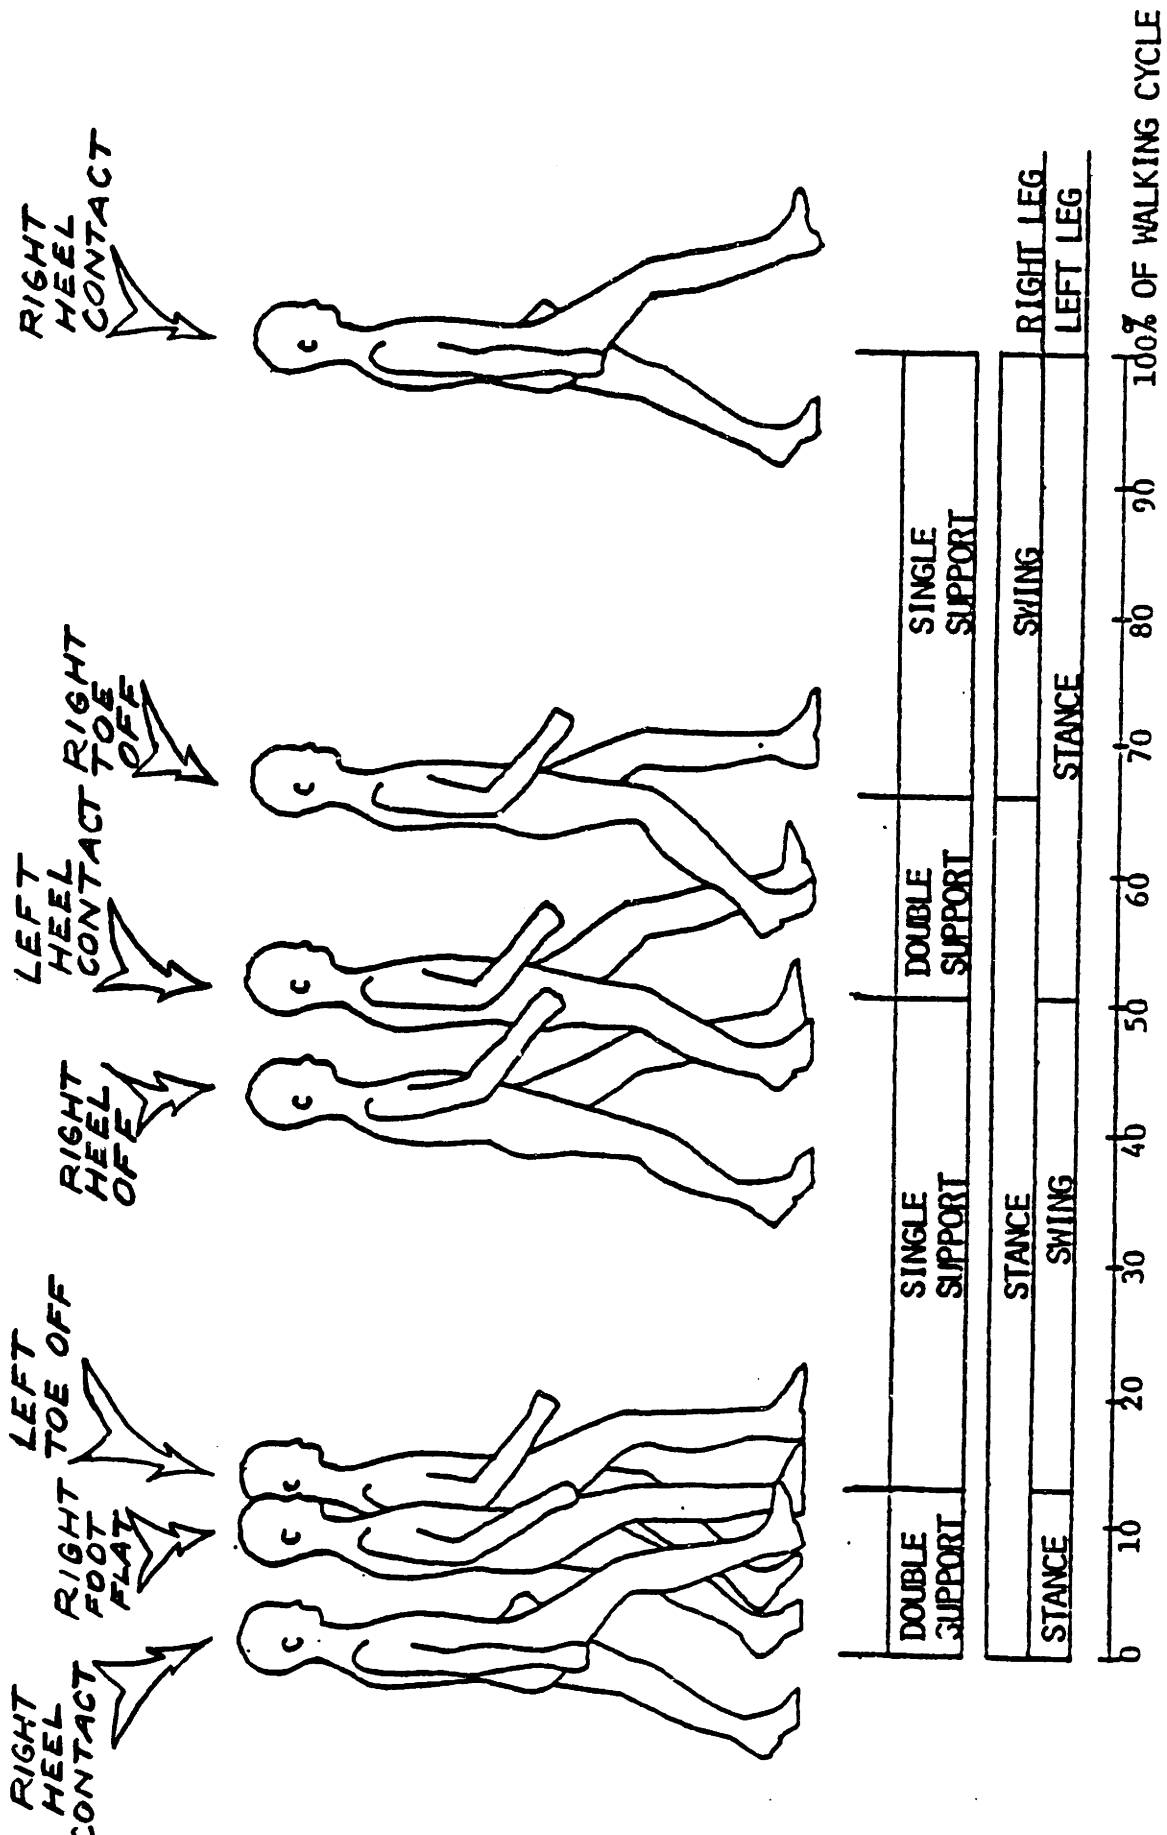 RIGHT
HEEL
CONTACT
RIGHT
FOOT
FLAT
LEFT
TOE OFF
RIGHT
HEEL
OFF
LEFT
HEEL
CONTACT
RIGHT
TOE
OFF
RIGHT
HEEL
CONTACT
DOUBLE
SUPPORT
SINGLE
SUPPORT
DOUBLE
SUPPORT
SINGLE
SUPPORT
STANCE
SWING
RIGHT LEG
STANCE
SWING
STANCE
LEFT LEG
0 10 20 30 40 50 60 70 80 90 100% OF WALKING CYCLE